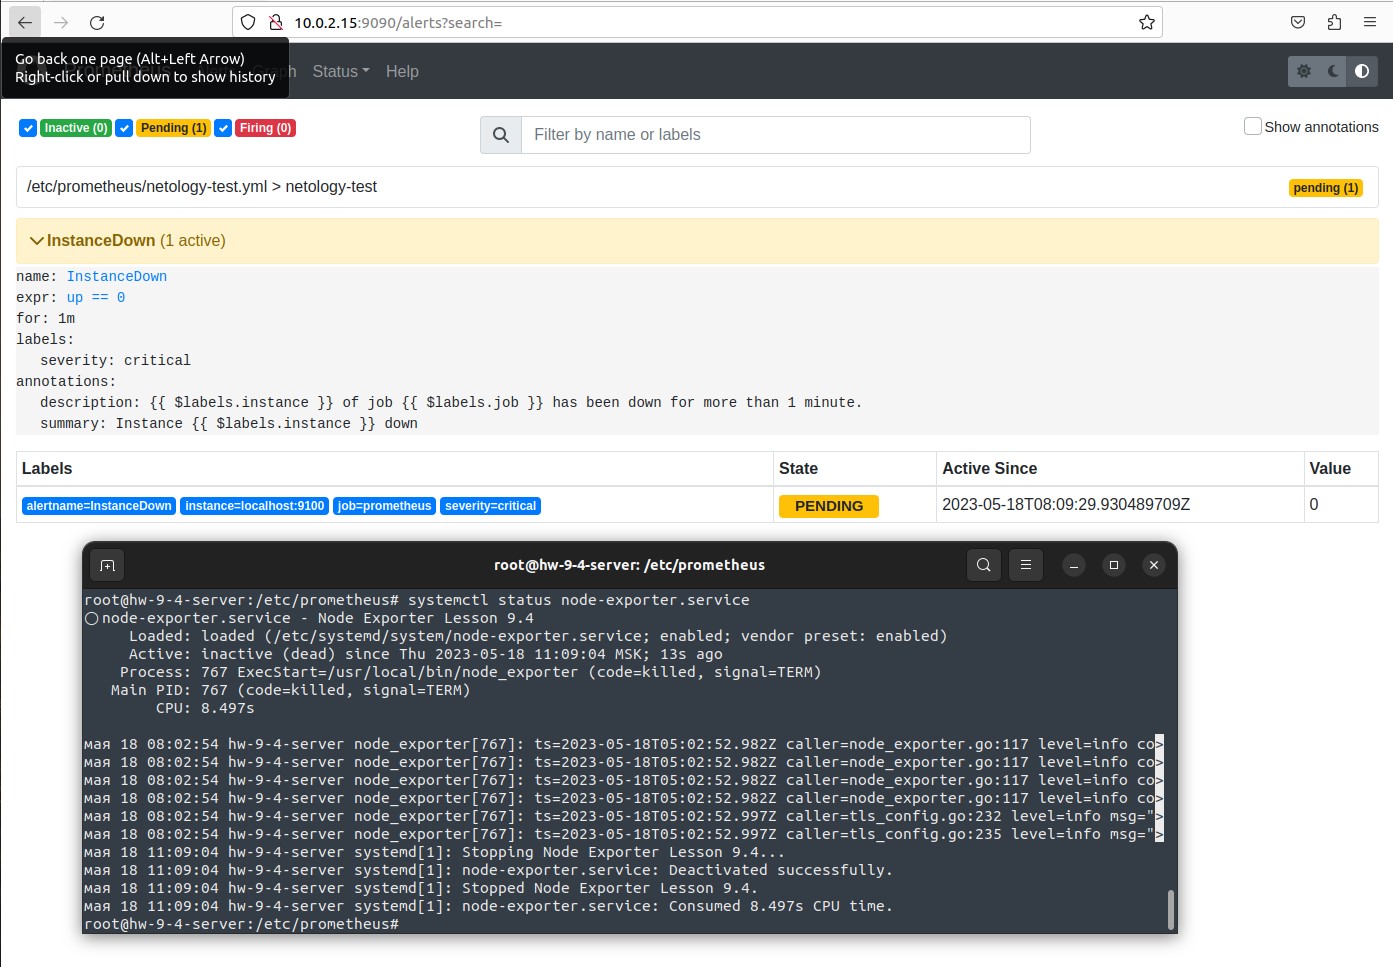 10.0.2.15:9090/alerts?search=
Go back one page (Alt+Left Arrow)
Right-click or pull down to show history
Status
Help
Inactive (0)
Pending (1)
Firing (0)
Filter by name or labels
Show annotations
/etc/prometheus/netology-test.yml > netology-test
pending (1)
InstanceDown (1 active)
name: InstanceDown
expr: up == 0
for: 1m
labels:
severity: critical
annotations:
description: {{ $labels.instance }} of job {{ $labels.job }} has been down for more than 1 minute.
summary: Instance {{ $labels.instance }} down
Labels State Active Since Value
alertname=InstanceDown instance=localhost:9100 job=prometheus severity=critical PENDING 2023-05-18T08:09:29.930489709Z 0
root@hw-9-4-server: /etc/prometheus
root@hw-9-4-server:/etc/prometheus# systemctl status node-exporter.service
node-exporter.service - Node Exporter Lesson 9.4
Loaded: loaded (/etc/systemd/system/node-exporter.service; enabled; vendor preset: enabled)
Active: inactive (dead) since Thu 2023-05-18 11:09:04 MSK; 13s ago
Process: 767 ExecStart=/usr/local/bin/node_exporter (code=killed, signal=TERM)
Main PID: 767 (code=killed, signal=TERM)
CPU: 8.497s
мая 18 08:02:54 hw-9-4-server node_exporter[767]: ts=2023-05-18T05:02:52.982Z caller=node_exporter.go:117 level=info co>
мая 18 08:02:54 hw-9-4-server node_exporter[767]: ts=2023-05-18T05:02:52.982Z caller=node_exporter.go:117 level=info co>
мая 18 08:02:54 hw-9-4-server node_exporter[767]: ts=2023-05-18T05:02:52.982Z caller=node_exporter.go:117 level=info co>
мая 18 08:02:54 hw-9-4-server node_exporter[767]: ts=2023-05-18T05:02:52.982Z caller=node_exporter.go:117 level=info co>
мая 18 08:02:54 hw-9-4-server node_exporter[767]: ts=2023-05-18T05:02:52.997Z caller=tls_config.go:232 level=info msg=">
мая 18 08:02:54 hw-9-4-server node_exporter[767]: ts=2023-05-18T05:02:52.997Z caller=tls_config.go:235 level=info msg=">
мая 18 11:09:04 hw-9-4-server systemd[1]: Stopping Node Exporter Lesson 9.4...
мая 18 11:09:04 hw-9-4-server systemd[1]: node-exporter.service: Deactivated successfully.
мая 18 11:09:04 hw-9-4-server systemd[1]: Stopped Node Exporter Lesson 9.4.
мая 18 11:09:04 hw-9-4-server systemd[1]: node-exporter.service: Consumed 8.497s CPU time.
root@hw-9-4-server:/etc/prometheus#